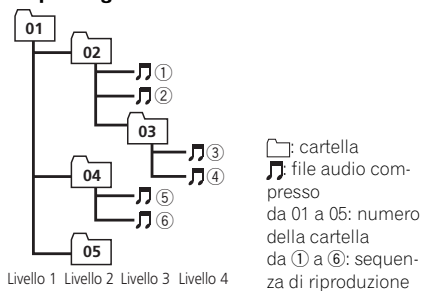 01
02
①
②
03
③
④
04
⑤
⑥
05
Livello 1 Livello 2 Livello 3 Livello 4
: cartella
: file audio com-
presso
da 01 a 05: numero
della cartella
da ① a ⑥: sequen-
za di riproduzione